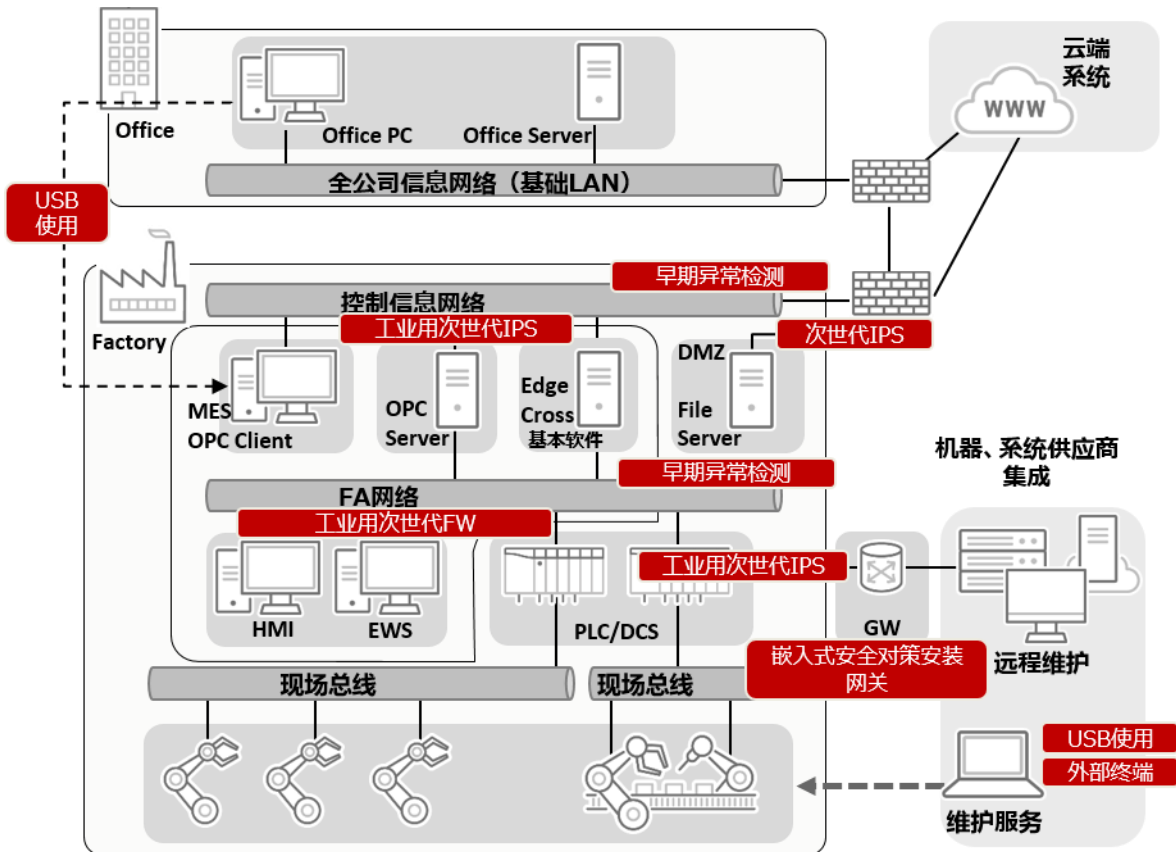 云端
系统
WWW
Office
Office PC
Office Server
全公司信息网络（基础LAN）
USB
使用
早期异常检测
控制信息网络
Factory
工业用次世代IPS
次世代IPS
MES
OPC Client
OPC
Server
Edge
Cross
基本软件
DMZ
File
Server
机器、系统供应商
集成
早期异常检测
FA网络
工业用次世代FW
工业用次世代IPS
HMI
EWS
PLC/DCS
GW
嵌入式安全对策安装
网关
远程维护
现场总线
现场总线
USB使用
外部终端
维护服务